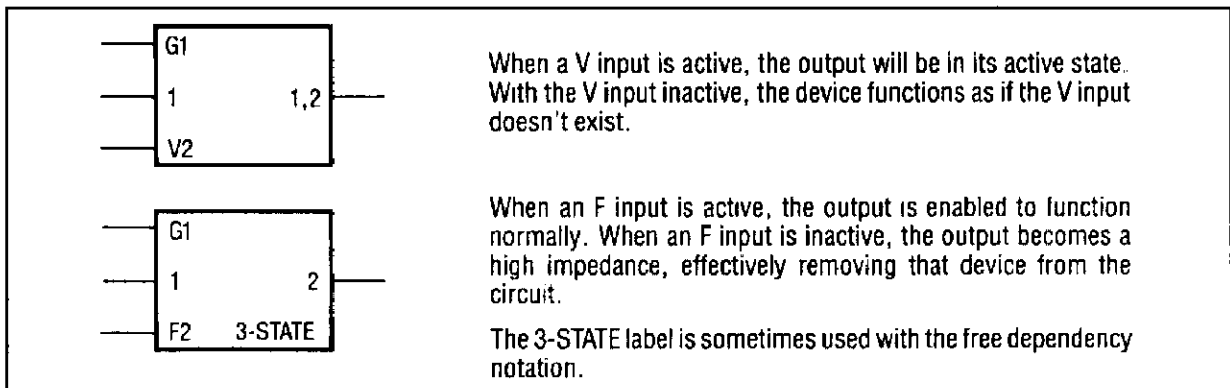 G1
1 1,2
V2
When a V input is active, the output will be in its active state.
With the V input inactive, the device functions as if the V input
doesn't exist.
G1
1 2
F2 3-STATE
When an F input is active, the output is enabled to function
normally. When an F input is inactive, the output becomes a
high impedance, effectively removing that device from the
circuit.
The 3-STATE label is sometimes used with the free dependency
notation.